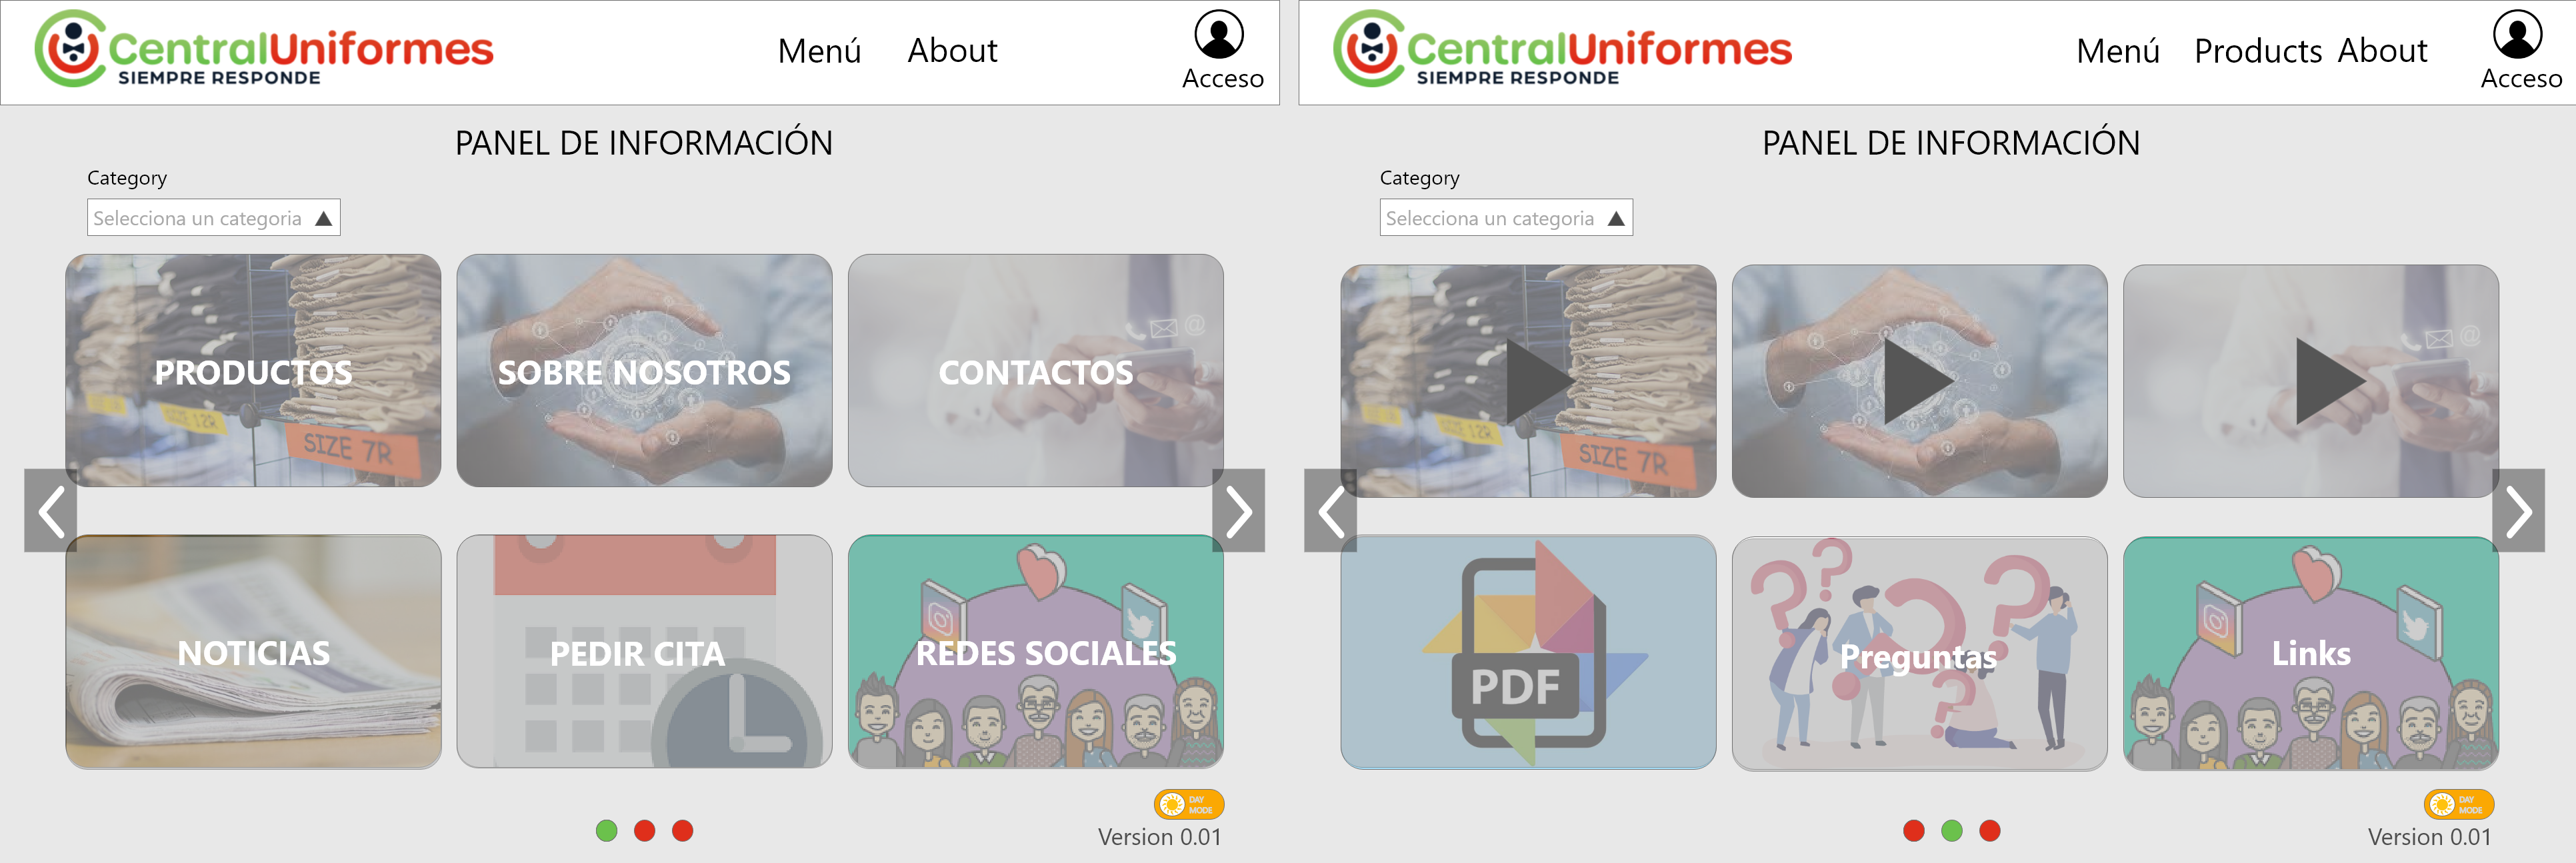 CentralUniformes
SIEMPRE RESPONDE
Menú
About
Acceso
PANEL DE INFORMACIÓN
Category
Selecciona un categoria
PRODUCTOS
SIZE 12R
SIZE 7R
SOBRE NOSOTROS
CONTACTOS
@
NOTICIAS
PEDIR CITA
REDES SOCIALES
DAY
MODE
Version 0.01
CentralUniformes
SIEMPRE RESPONDE
Menú
Products
About
Acceso
PANEL DE INFORMACIÓN
Category
Selecciona un categoria
SIZE 12R
SIZE 7R
@
PDF
Preguntas
Links
DAY
MODE
Version 0.01